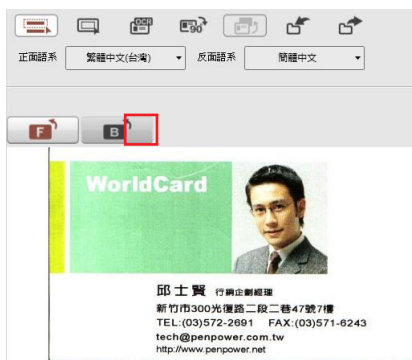 OCR
90°
正面語系 繁體中文(台灣) 反面語系 簡體中文
F B
WorldCard
邱士賢 行銷企劃經理
新竹市300光復路二段二巷47號7樓
TEL:(03)572-2691 FAX:(03)571-6243
tech@penpower.com.tw
http://www.penpower.net